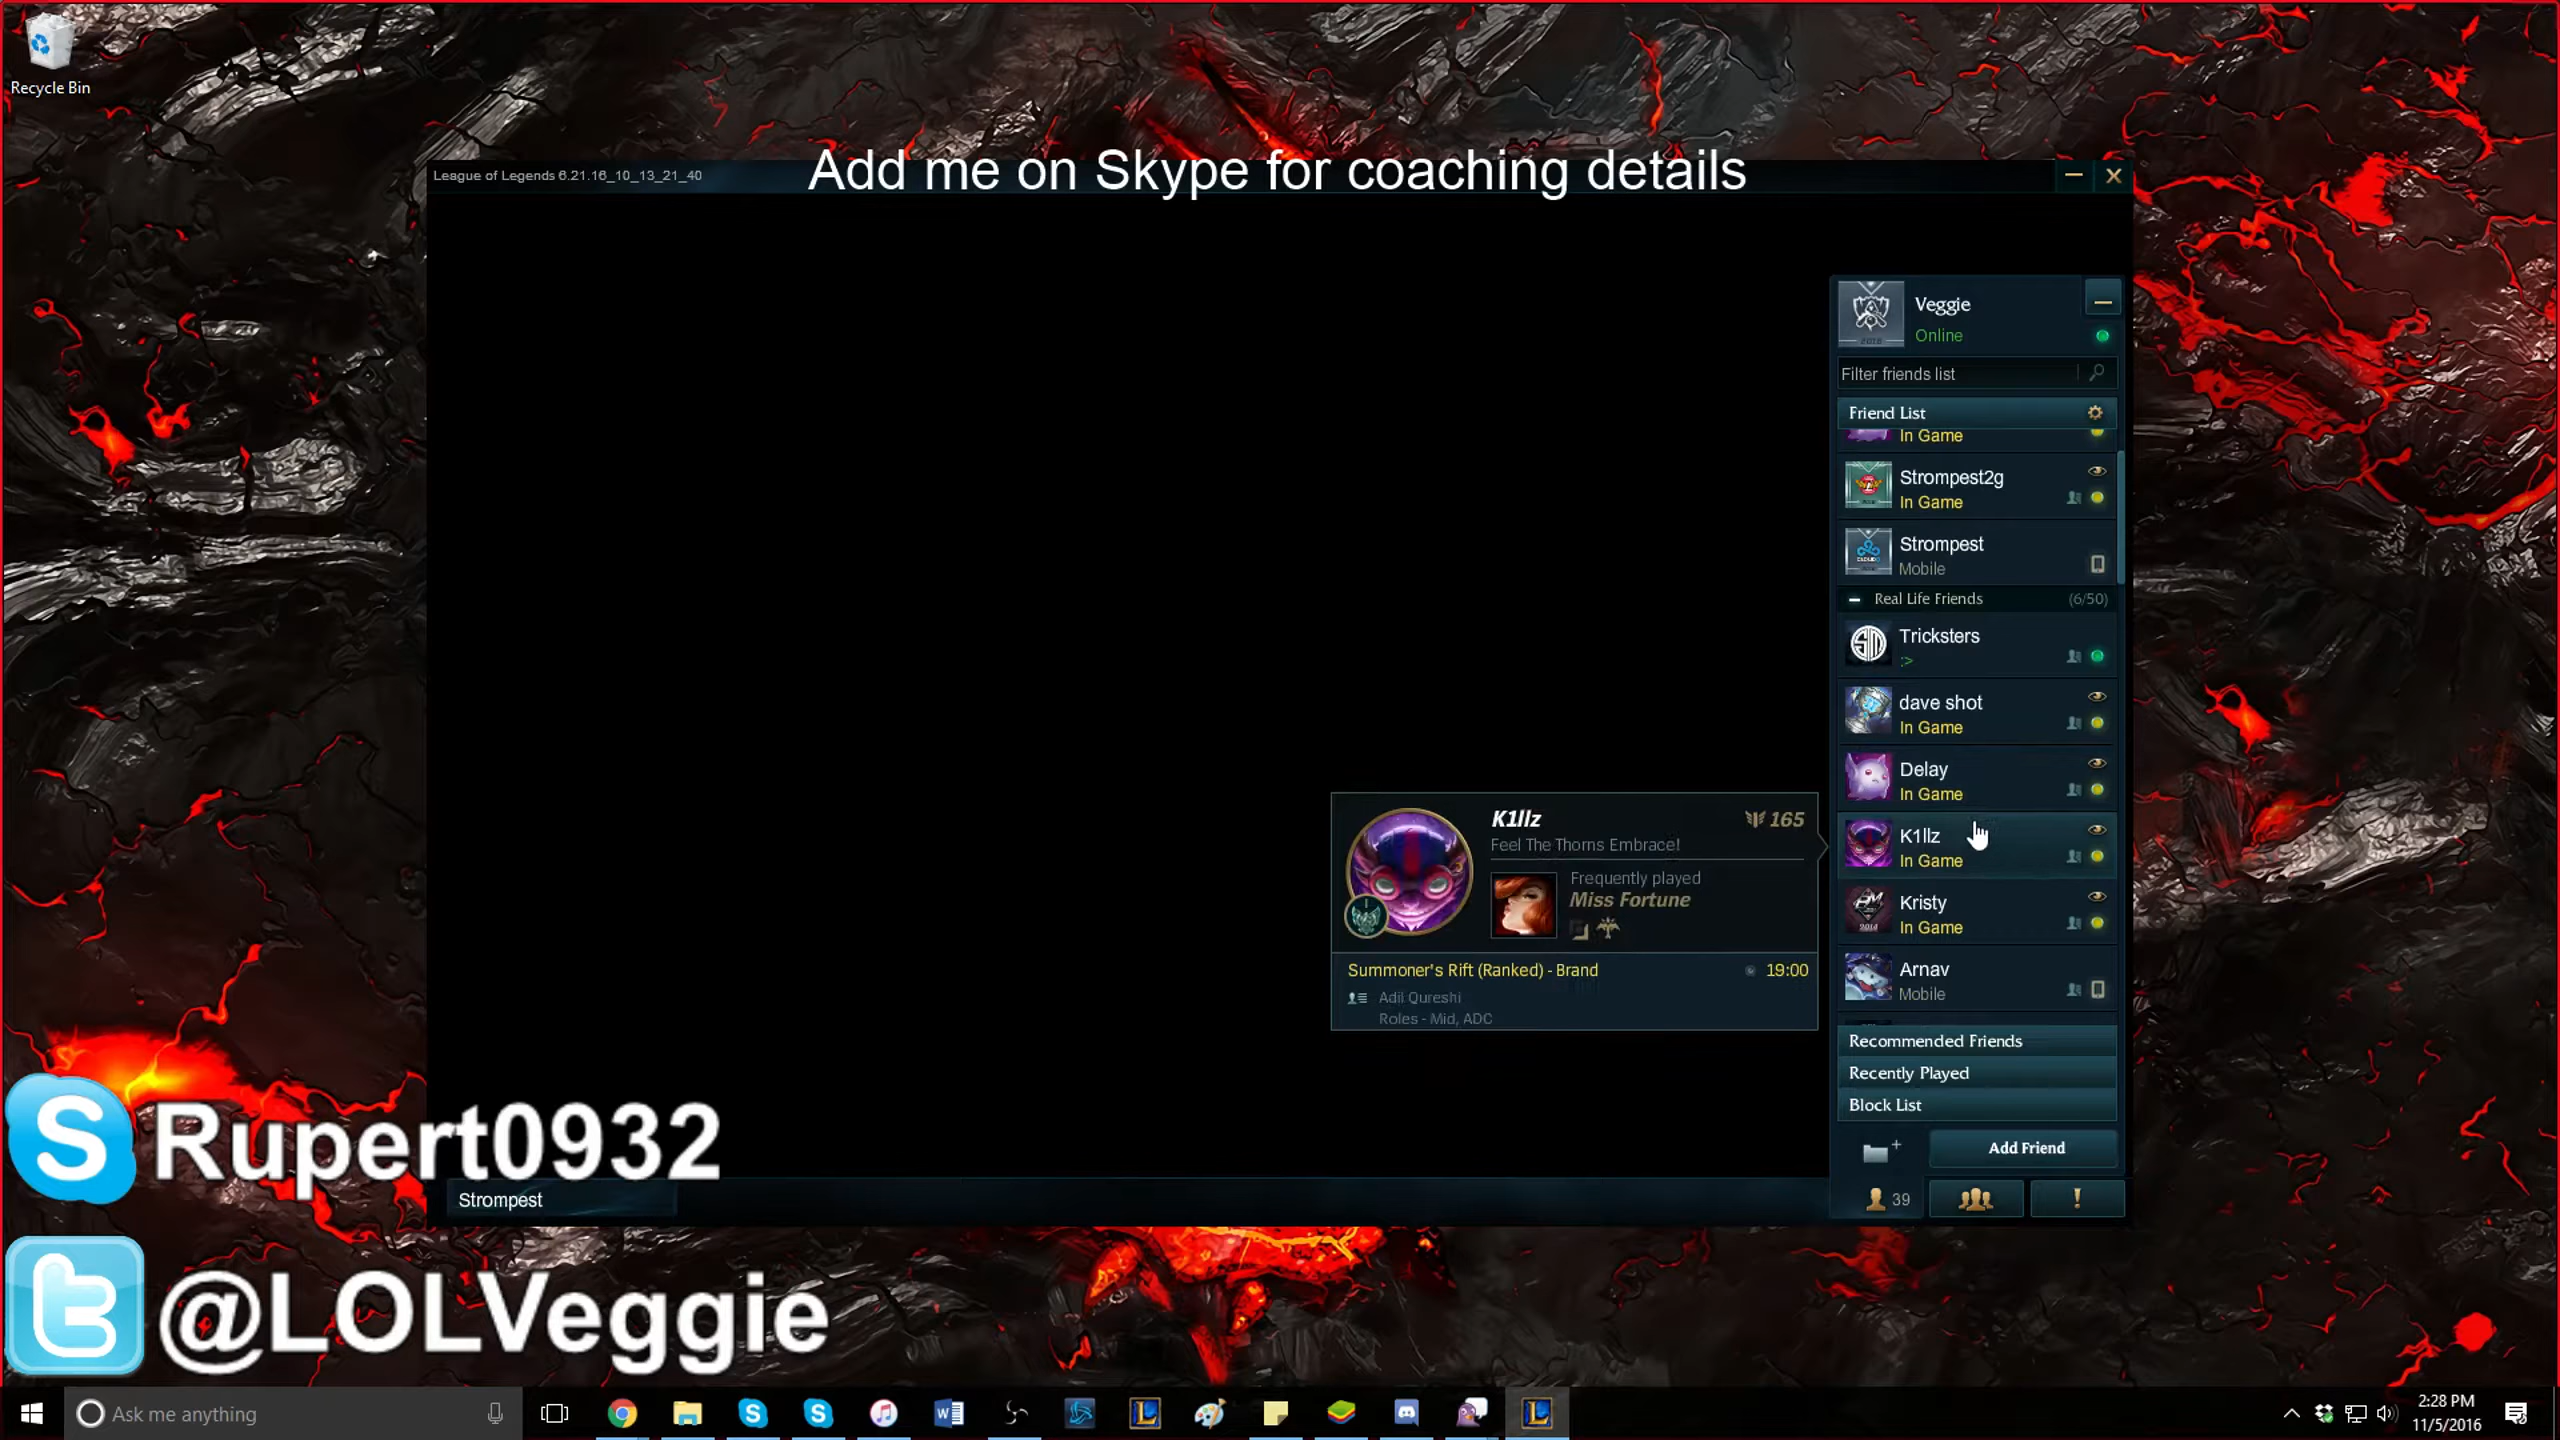 Recycle Bin
League of Legends 6.21.16_10_13_21_40
Add me on Skype for coaching details
Veggie
Online
Filter friends list
Friend List
In Game
Strompest2g
In Game
Strompest
Mobile
Real Life Friends (6/50)
Tricksters
:>
dave shot
In Game
Delay
In Game
K1llz
In Game
Kristy
In Game
Arnav
Mobile
K1llz 165
Feel The Thorns Embrace!
Frequently played
Miss Fortune
Summoner's Rift (Ranked) - Brand 19:00
Adil Qureshi
Roles - Mid, ADC
Recommended Friends
Recently Played
Block List
Add Friend
39
Rupert0932
Strompest
@LOLVeggie
Ask me anything
2:28 PM
11/5/2016